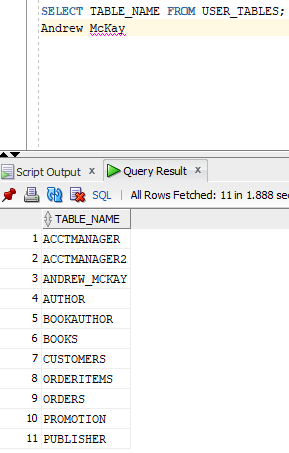 SELECT TABLE_NAME FROM USER_TABLES;
Andrew McKay
Script Output x Query Result x
SQL | All Rows Fetched: 11 in 1.888 sec
TABLE_NAME
1 ACCTMANAGER
2 ACCTMANAGER2
3 ANDREW_MCKAY
4 AUTHOR
5 BOOKAUTHOR
6 BOOKS
7 CUSTOMERS
8 ORDERITEMS
9 ORDERS
10 PROMOTION
11 PUBLISHER